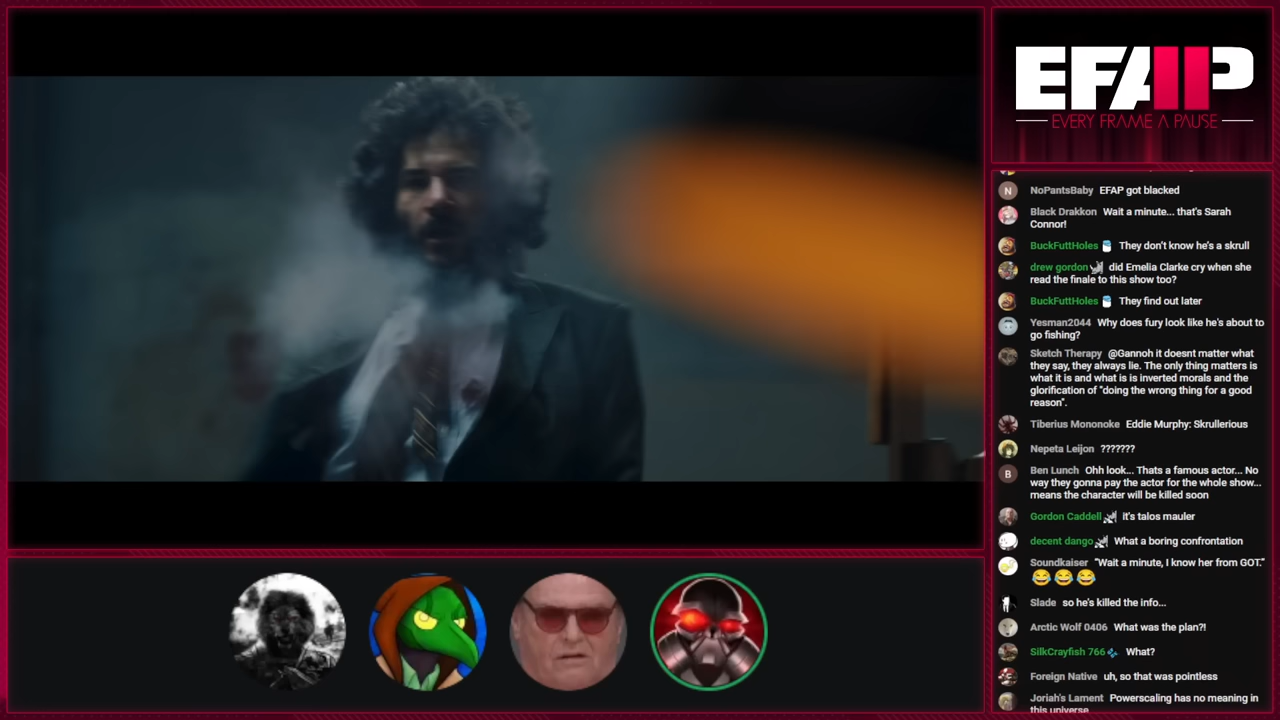 EFAP
EVERY FRAME A PAUSE
N
NoPantsBaby EFAP got blacked
Black Drakkon Wait a minute... that's Sarah
Connor!
BuckFuttHoles They don't know he's a skrull
drew gordon did Emelia Clarke cry when she
read the finale to this show too?
BuckFuttHoles They find out later
Yesman2044 Why does fury look like he's about to
go fishing?
Sketch Therapy @Gannoh it doesnt matter what
they say, they always lie. The only thing matters is
what it is and what is is inverted morals and the
glorification of "doing the wrong thing for a good
reason".
Tiberius Mononoke Eddie Murphy: Skrullerious
Nepeta Leijon ???????
B
Ben Lunch Ohh look... Thats a famous actor... No
way they gonna pay the actor for the whole show...
means the character will be killed soon
Gordon Caddell it's talos mauler
decent dango What a boring confrontation
Soundkaiser "Wait a minute, I know her from GOT."
😂😂😂
Slade so he's killed the info...
Arctic Wolf 0406 What was the plan?!
SilkCrayfish 766 What?
Foreign Native uh, so that was pointless
Joriah's Lament Powerscaling has no meaning in
this universe